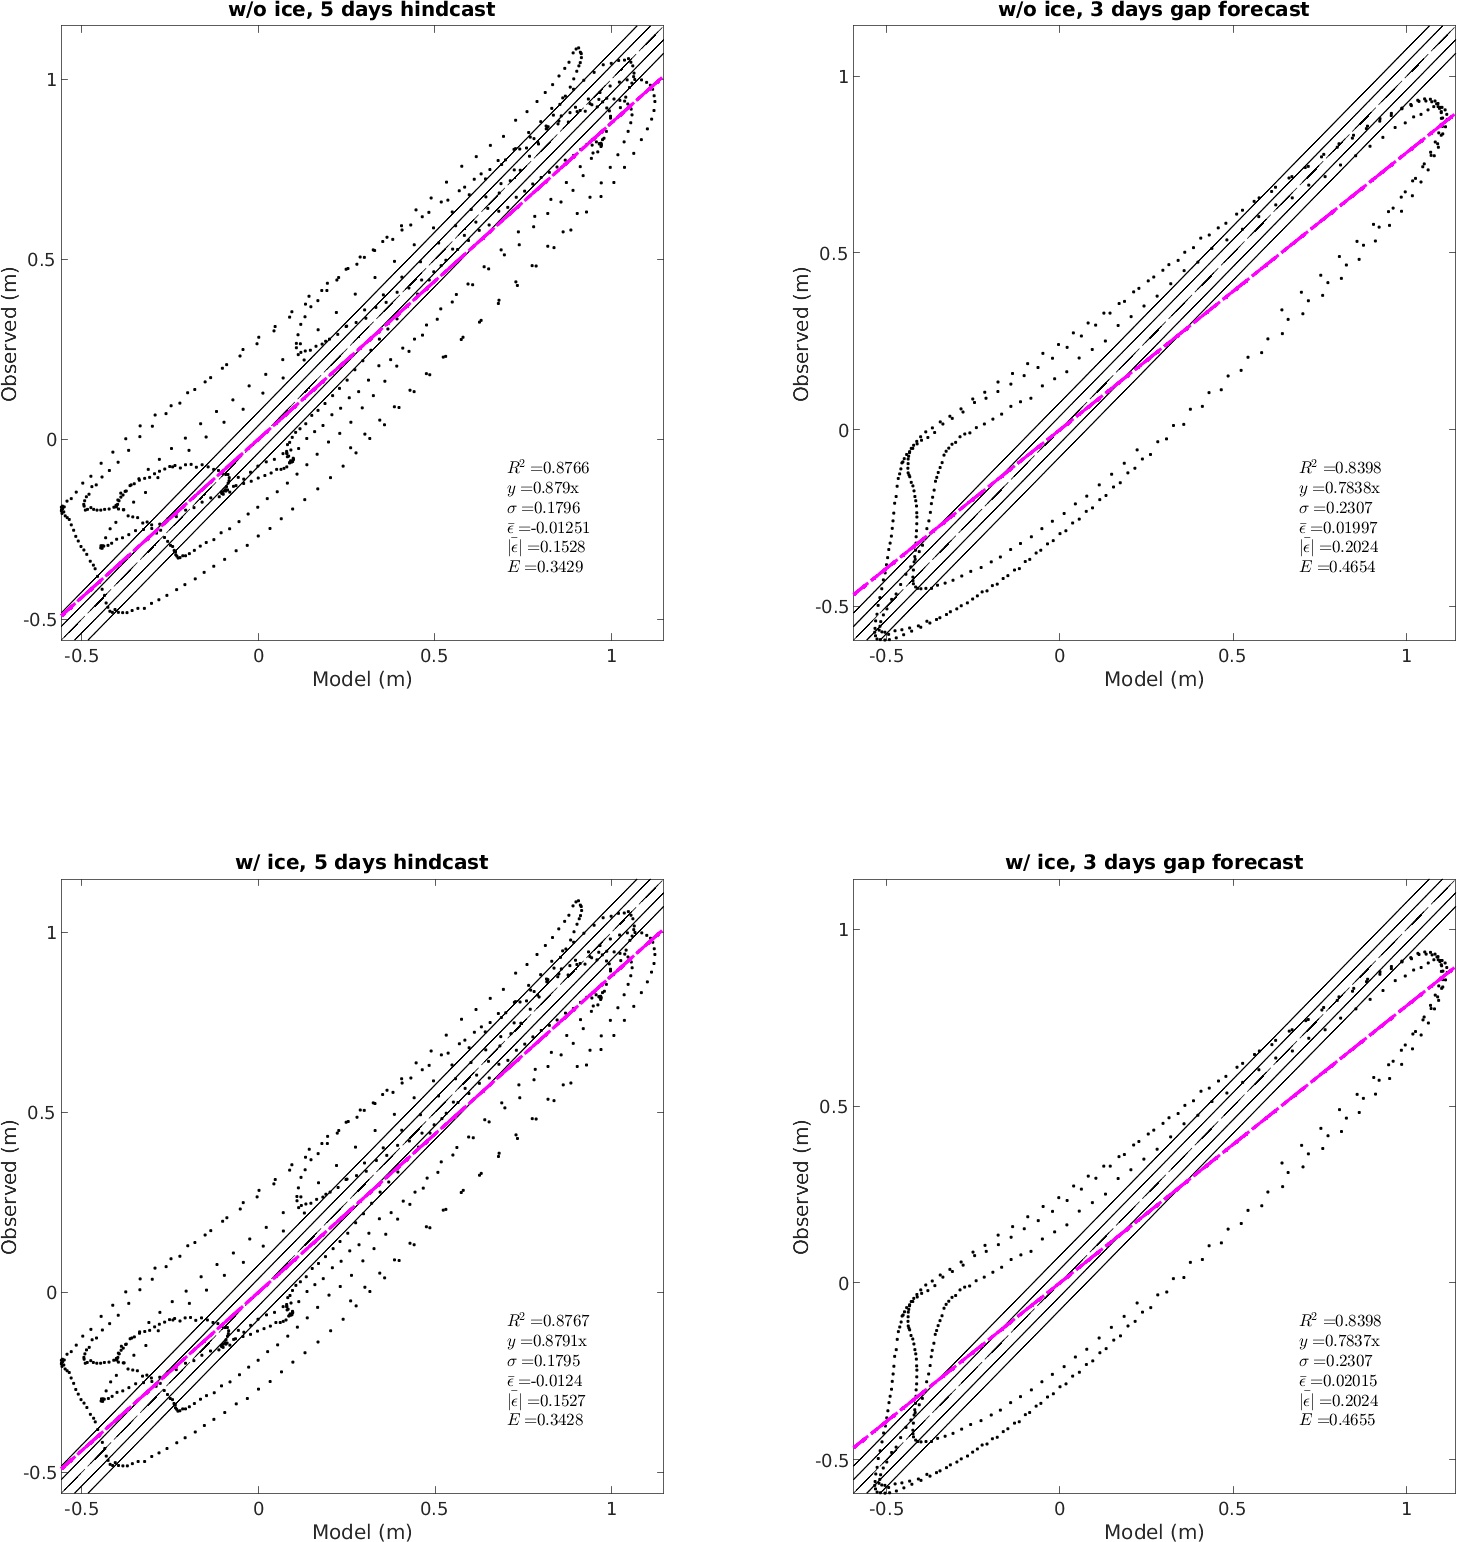 w/o ice, 5 days hindcast
1
0.5
0
-0.5
Observed (m)
R² =0.8766
y =0.879x
σ =0.1796
ε̄ =-0.01251
|ε̄| =0.1528
E =0.3429
-0.5 0 0.5 1
Model (m)
w/o ice, 3 days gap forecast
1
0.5
0
-0.5
Observed (m)
R² =0.8398
y =0.7838x
σ =0.2307
ε̄ =0.01997
|ε̄| =0.2024
E =0.4654
-0.5 0 0.5 1
Model (m)
w/ ice, 5 days hindcast
1
0.5
0
-0.5
Observed (m)
R² =0.8767
y =0.8791x
σ =0.1795
ε̄ =-0.0124
|ε̄| =0.1527
E =0.3428
-0.5 0 0.5 1
Model (m)
w/ ice, 3 days gap forecast
1
0.5
0
-0.5
Observed (m)
R² =0.8398
y =0.7837x
σ =0.2307
ε̄ =0.02015
|ε̄| =0.2024
E =0.4655
-0.5 0 0.5 1
Model (m)